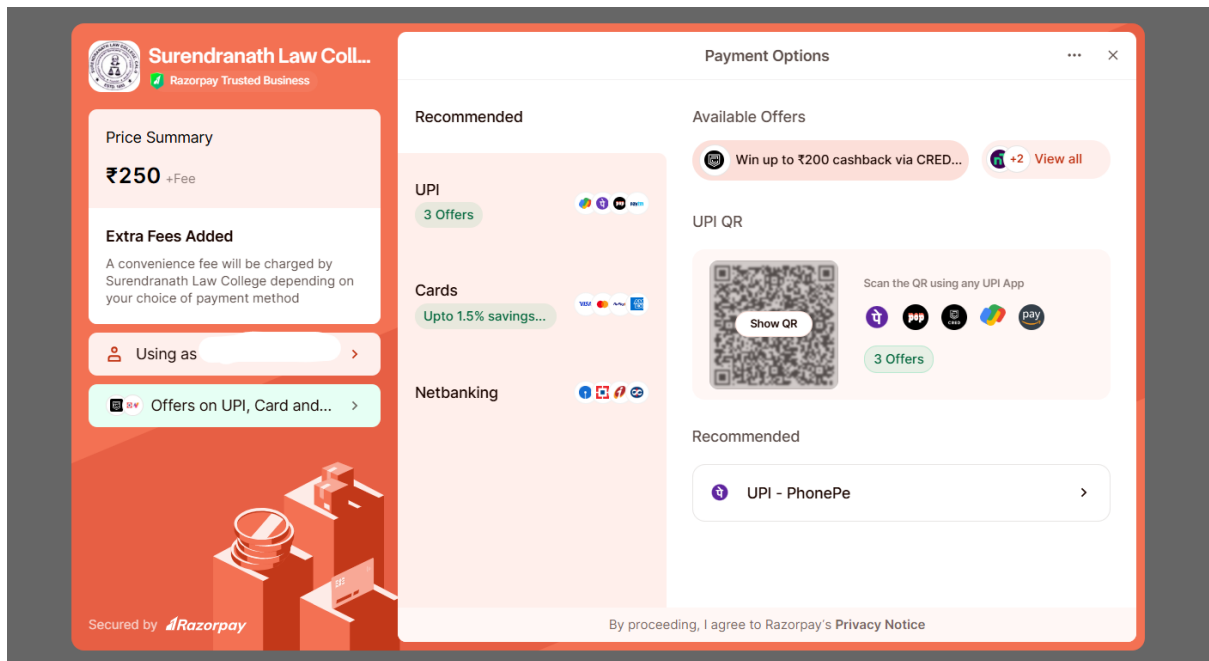 Surendranath Law Coll...
Razorpay Trusted Business
Price Summary
₹250 +Fee
Extra Fees Added
A convenience fee will be charged by
Surendranath Law College depending on
your choice of payment method
Using as
Offers on UPI, Card and...
Secured by Razorpay
Payment Options
Recommended
UPI
3 Offers
Cards
Upto 1.5% savings...
Netbanking
Available Offers
Win up to ₹200 cashback via CRED...
+2 View all
UPI QR
Show QR
Scan the QR using any UPI App
pop
CRED
pay
3 Offers
Recommended
UPI - PhonePe
By proceeding, I agree to Razorpay's Privacy Notice